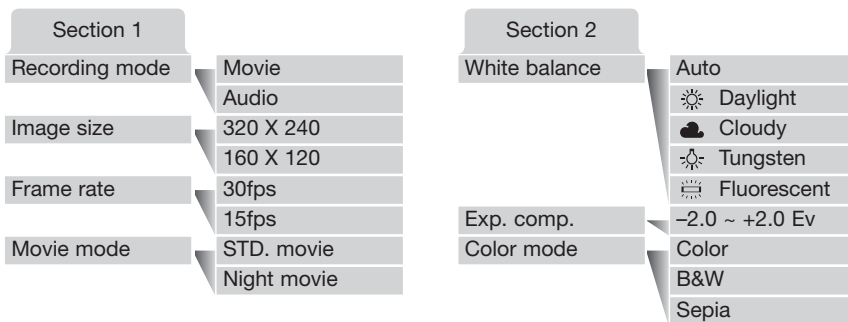 Section 1
Recording mode Movie
Audio
Image size 320 X 240
160 X 120
Frame rate 30fps
15fps
Movie mode STD. movie
Night movie
Section 2
White balance Auto
Daylight
Cloudy
Tungsten
Fluorescent
Exp. comp. –2.0 ~ +2.0 Ev
Color mode Color
B&W
Sepia